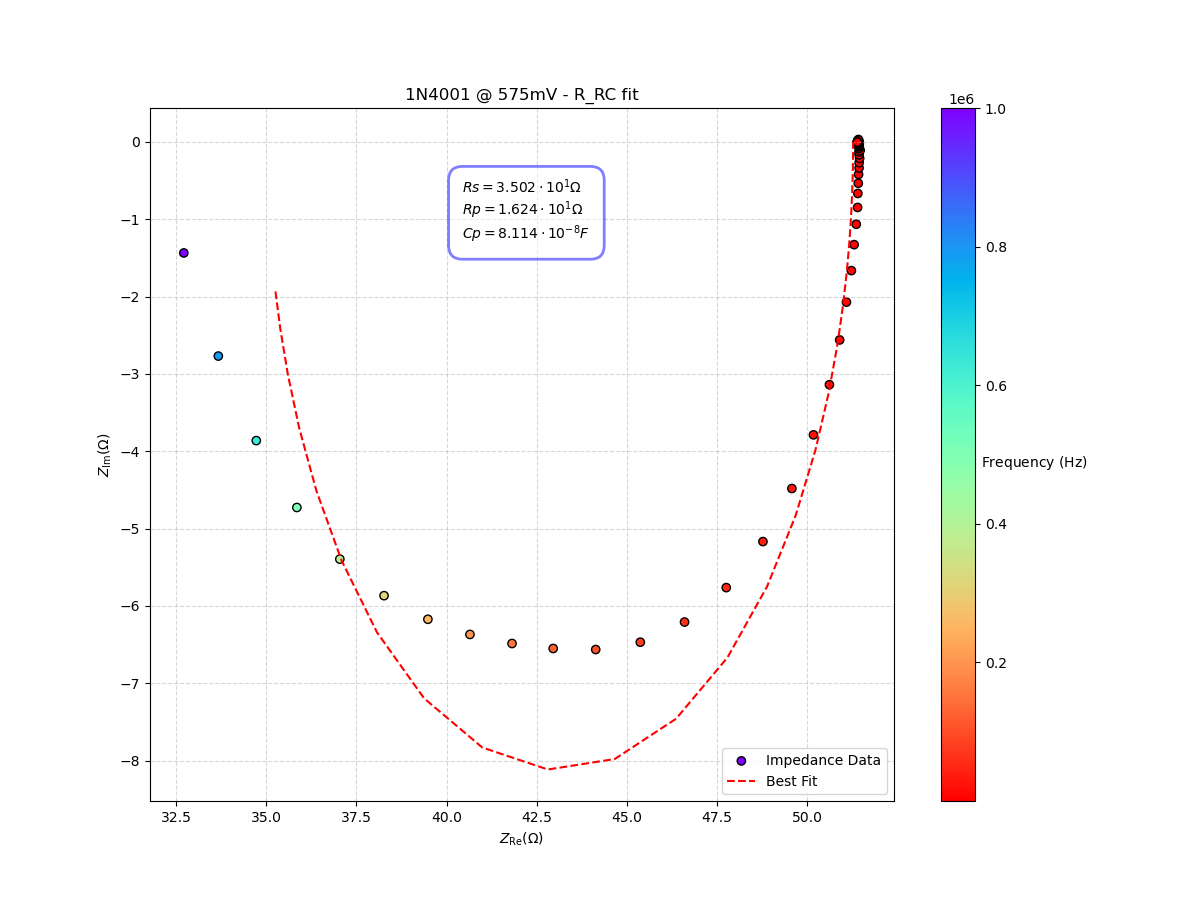 1N4001 @ 575mV - R_RC fit
1e6
Rs = 3.502 · 10¹Ω
Rp = 1.624 · 10¹Ω
Cp = 8.114 · 10⁻⁸F
0
−1
−2
−3
−4
−5
−6
−7
−8
Z_Im(Ω)
32.5 35.0 37.5 40.0 42.5 45.0 47.5 50.0
Z_Re(Ω)
Impedance Data
Best Fit
1.0
0.8
0.6
0.4
0.2
Frequency (Hz)